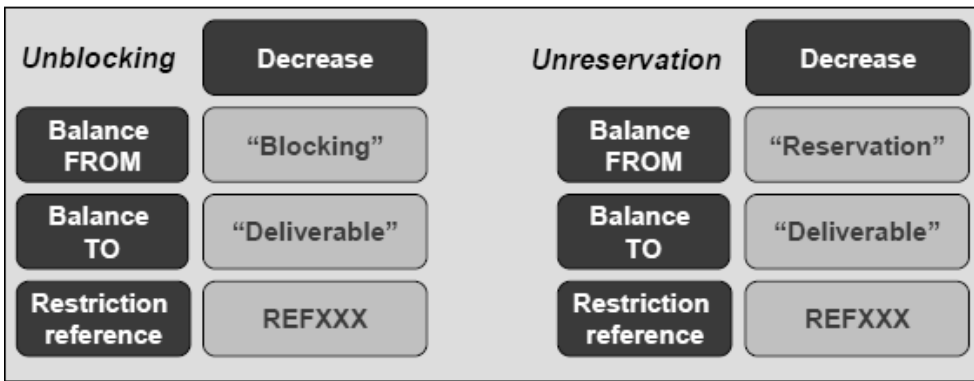 Unblocking
Decrease
Balance
FROM
“Blocking”
Balance
TO
“Deliverable”
Restriction
reference
REFXXX
Unreservation
Decrease
Balance
FROM
“Reservation”
Balance
TO
“Deliverable”
Restriction
reference
REFXXX